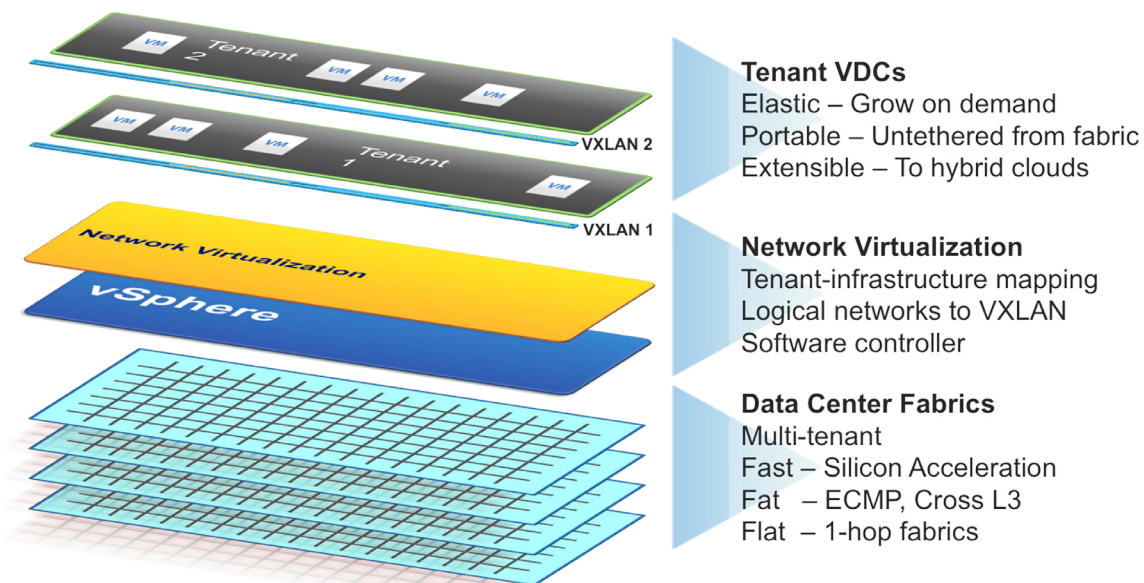 VM
Tenant
2
VM
VM
VM
VXLAN 2
VM
VM
VM
Tenant
1
VM
VXLAN 1
Network Virtualization
vSphere
Tenant VDCs
Elastic – Grow on demand
Portable – Untethered from fabric
Extensible – To hybrid clouds
Network Virtualization
Tenant-infrastructure mapping
Logical networks to VXLAN
Software controller
Data Center Fabrics
Multi-tenant
Fast – Silicon Acceleration
Fat – ECMP, Cross L3
Flat – 1-hop fabrics